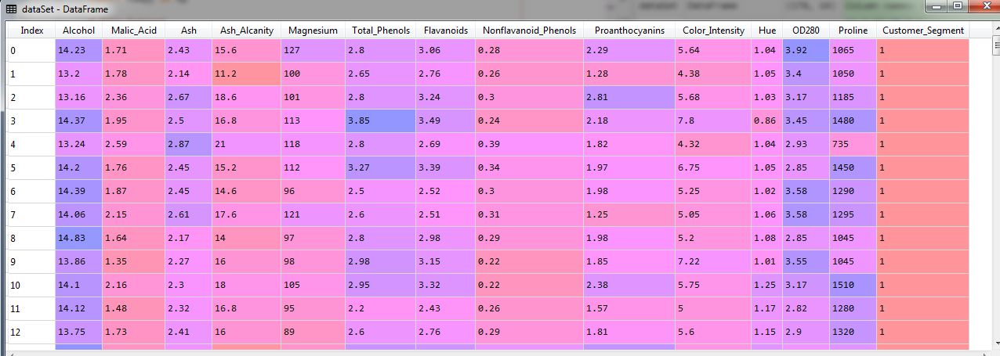 dataSet - DataFrame
Index Alcohol Malic_Acid Ash Ash_Alcanity Magnesium Total_Phenols Flavanoids Nonflavanoid_Phenols Proanthocyanins Color_Intensity Hue OD280 Proline Customer_Segment
0 14.23 1.71 2.43 15.6 127 2.8 3.06 0.28 2.29 5.64 1.04 3.92 1065 1
1 13.2 1.78 2.14 11.2 100 2.65 2.76 0.26 1.28 4.38 1.05 3.4 1050 1
2 13.16 2.36 2.67 18.6 101 2.8 3.24 0.3 2.81 5.68 1.03 3.17 1185 1
3 14.37 1.95 2.5 16.8 113 3.85 3.49 0.24 2.18 7.8 0.86 3.45 1480 1
4 13.24 2.59 2.87 21 118 2.8 2.69 0.39 1.82 4.32 1.04 2.93 735 1
5 14.2 1.76 2.45 15.2 112 3.27 3.39 0.34 1.97 6.75 1.05 2.85 1450 1
6 14.39 1.87 2.45 14.6 96 2.5 2.52 0.3 1.98 5.25 1.02 3.58 1290 1
7 14.06 2.15 2.61 17.6 121 2.6 2.51 0.31 1.25 5.05 1.06 3.58 1295 1
8 14.83 1.64 2.17 14 97 2.8 2.98 0.29 1.98 5.2 1.08 2.85 1045 1
9 13.86 1.35 2.27 16 98 2.98 3.15 0.22 1.85 7.22 1.01 3.55 1045 1
10 14.1 2.16 2.3 18 105 2.95 3.32 0.22 2.38 5.75 1.25 3.17 1510 1
11 14.12 1.48 2.32 16.8 95 2.2 2.43 0.26 1.57 5 1.17 2.82 1280 1
12 13.75 1.73 2.41 16 89 2.6 2.76 0.29 1.81 5.6 1.15 2.9 1320 1